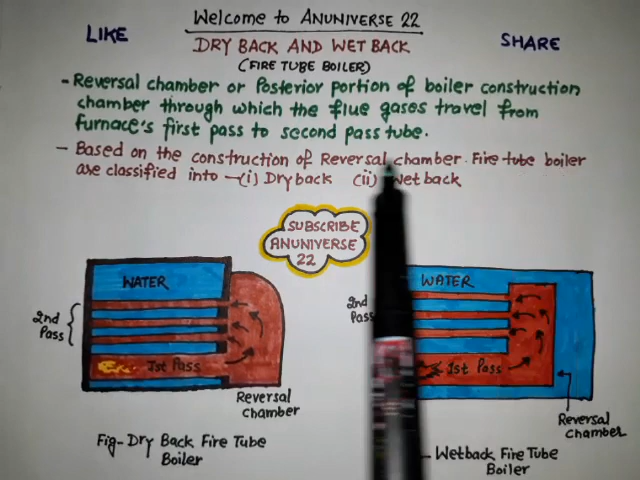 Welcome to ANUNIVERSE 22
LIKE
SHARE
DRY BACK AND WET BACK
(FIRE TUBE BOILER)
- Reversal chamber or Posterior portion of boiler construction
chamber through which the flue gases travel from
furnace's first pass to second pass tube.
- Based on the construction of Reversal chamber. Fire tube boiler
are classified into - (i) Dry back (ii) Wet back
SUBSCRIBE
ANUNIVERSE
22
WATER
2nd
Pass
1st Pass
Reversal
chamber
Fig- Dry Back Fire Tube
Boiler
WATER
2nd
Pass
1st Pass
Reversal
chamber
- Wetback Fire Tube
Boiler